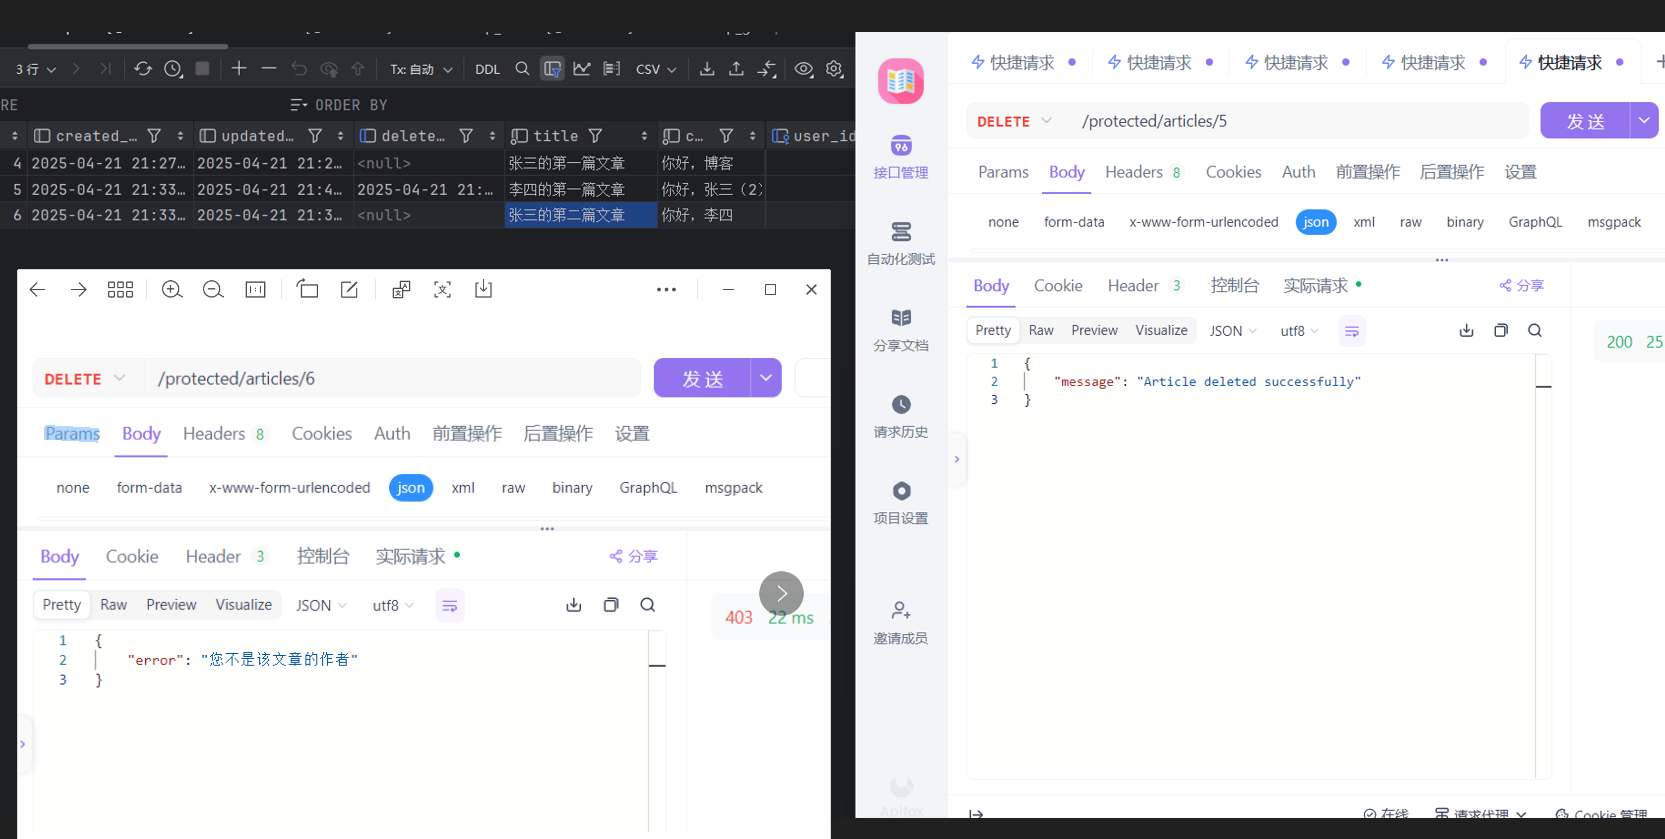 3 行
Tx: 自动
DDL
CSV
RE
ORDER BY
created_…
updated…
delete…
title
c…
user_id
4 2025-04-21 21:27… 2025-04-21 21:2… <null> 张三的第一篇文章 你好，博客
5 2025-04-21 21:33… 2025-04-21 21:4… 2025-04-21 21:… 李四的第一篇文章 你好，张三（2）
6 2025-04-21 21:33… 2025-04-21 21:3… <null> 张三的第二篇文章 你好，李四
DELETE /protected/articles/6 发 送
Params Body Headers 8 Cookies Auth 前置操作 后置操作 设置
none form-data x-www-form-urlencoded json xml raw binary GraphQL msgpack
Body Cookie Header 3 控制台 实际请求 分享
Pretty Raw Preview Visualize JSON utf8
403 22 ms
1 {
2 "error": "您不是该文章的作者"
3 }
96
接口管理
自动化测试
分享文档
请求历史
项目设置
邀请成员
Apifox
快捷请求 快捷请求 快捷请求 快捷请求 快捷请求
DELETE /protected/articles/5 发 送
Params Body Headers 8 Cookies Auth 前置操作 后置操作 设置
none form-data x-www-form-urlencoded json xml raw binary GraphQL msgpack
Body Cookie Header 3 控制台 实际请求 分享
Pretty Raw Preview Visualize JSON utf8
200 25
1 {
2 "message": "Article deleted successfully"
3 }
在线 请求代理 Cookie 管理